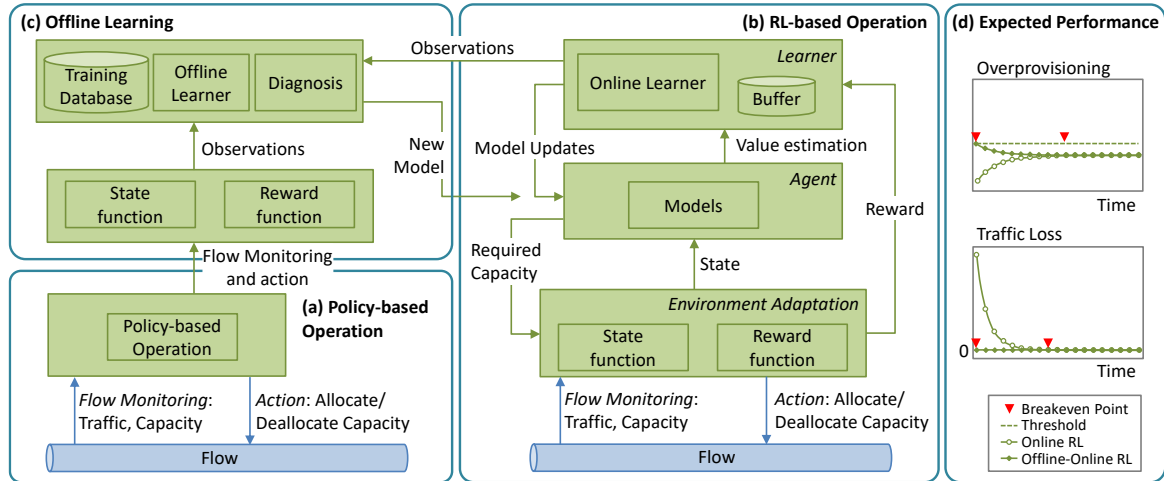 (c) Offline Learning
Training
Database
Offline
Learner
Diagnosis
Observations
State
function
Reward
function
Flow Monitoring
and action
(a) Policy-based
Operation
Policy-based
Operation
Flow Monitoring:
Traffic, Capacity
Action: Allocate/
Deallocate Capacity
Flow
(b) RL-based Operation
Observations
Learner
Online Learner
Buffer
New
Model
Model Updates
Value estimation
Agent
Models
Reward
Required
Capacity
State
Environment Adaptation
State
function
Reward
function
Flow Monitoring:
Traffic, Capacity
Action: Allocate/
Deallocate Capacity
Flow
(d) Expected Performance
Overprovisioning
Time
Traffic Loss
0
Time
Breakeven Point
Threshold
Online RL
Offline-Online RL